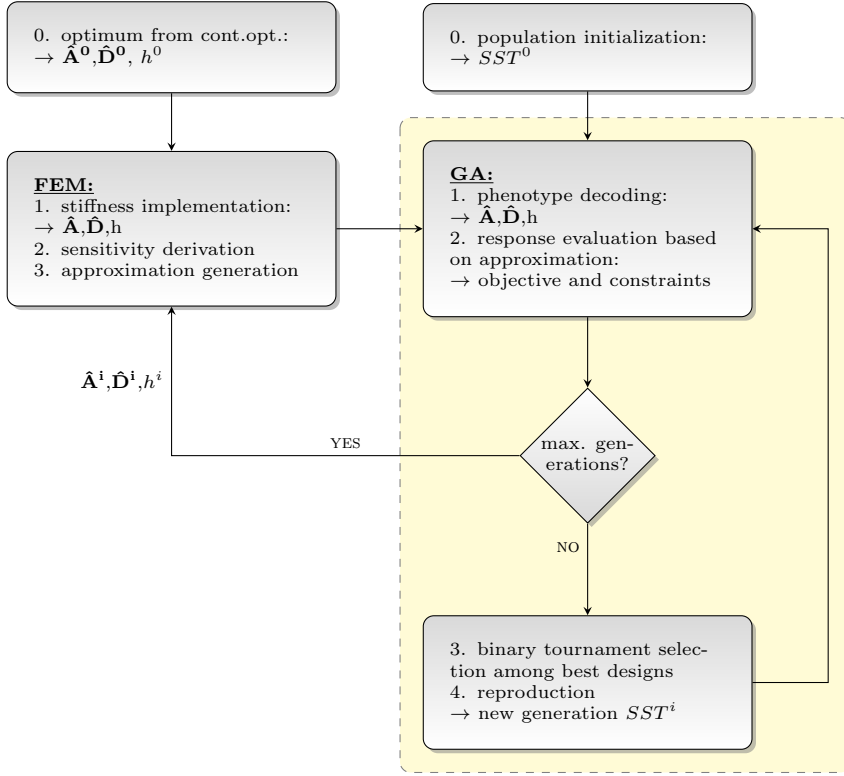 0. optimum from cont.opt.:
→ Â⁰,D̂⁰, h⁰
0. population initialization:
→ SST⁰
FEM:
1. stiffness implementation:
→ Â,D̂,h
2. sensitivity derivation
3. approximation generation
GA:
1. phenotype decoding:
→ Â,D̂,h
2. response evaluation based
on approximation:
→ objective and constraints
Âⁱ,D̂ⁱ,hⁱ
YES
max. gen-
erations?
NO
3. binary tournament selec-
tion among best designs
4. reproduction
→ new generation SSTⁱ